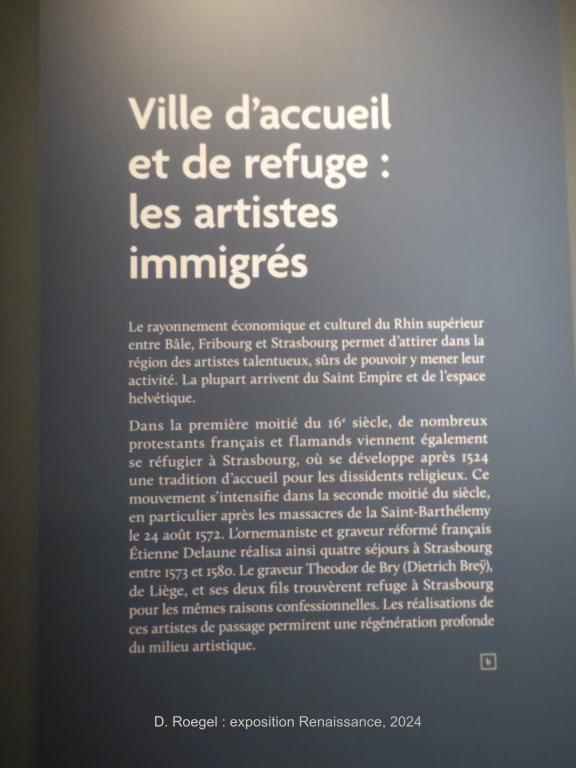 Ville d'accueil
et de refuge :
les artistes
immigrés
Le rayonnement économique et culturel du Rhin supérieur
entre Bâle, Fribourg et Strasbourg permet d'attirer dans la
région des artistes talentueux, sûrs de pouvoir y mener leur
activité. La plupart arrivent du Saint Empire et de l'espace
helvétique.
Dans la première moitié du 16e siècle, de nombreux
protestants français et flamands viennent également
se réfugier à Strasbourg, où se développe après 1524
une tradition d'accueil pour les dissidents religieux. Ce
mouvement s'intensifie dans la seconde moitié du siècle,
en particulier après les massacres de la Saint-Barthélemy
le 24 août 1572. L'ornemaniste et graveur réformé français
Étienne Delaune réalisa ainsi quatre séjours à Strasbourg
entre 1573 et 1580. Le graveur Theodor de Bry (Dietrich Breÿ),
de Liège, et ses deux fils trouvèrent refuge à Strasbourg
pour les mêmes raisons confessionnelles. Les réalisations de
ces artistes de passage permirent une régénération profonde
du milieu artistique.
b
D. Roegel : exposition Renaissance, 2024